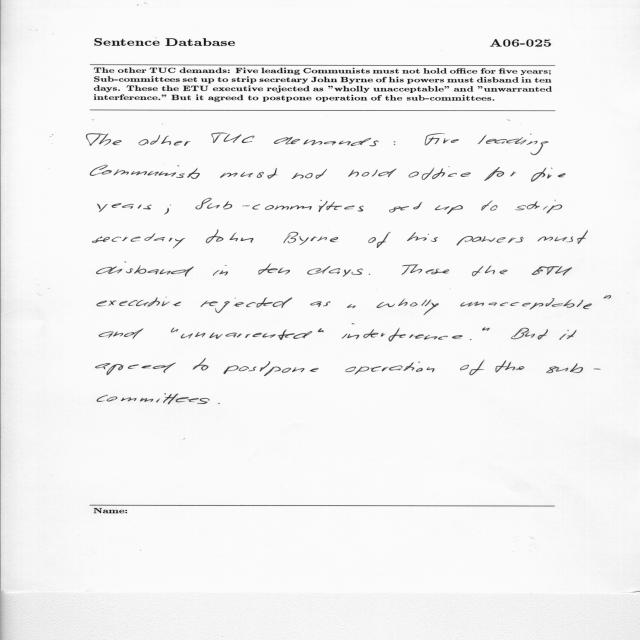 Sentence Database A06-025
The other TUC demands: Five leading Communists must not hold office for five years;
Sub-committees set up to strip secretary John Byrne of his powers must disband in ten
days. These the ETU executive rejected as "wholly unacceptable" and "unwarranted
interference." But it agreed to postpone operation of the sub-committees.
The other TUC demands : Five leading
Communists must not hold office for five
years ; Sub-committees set up to strip
secretary John Byrne of his powers must
disband in ten days. These the ETU
executive rejected as „ wholly unacceptable"
and "unwarrented" interference." But it
agreed to postpone operation of the sub-
committees.
Name: